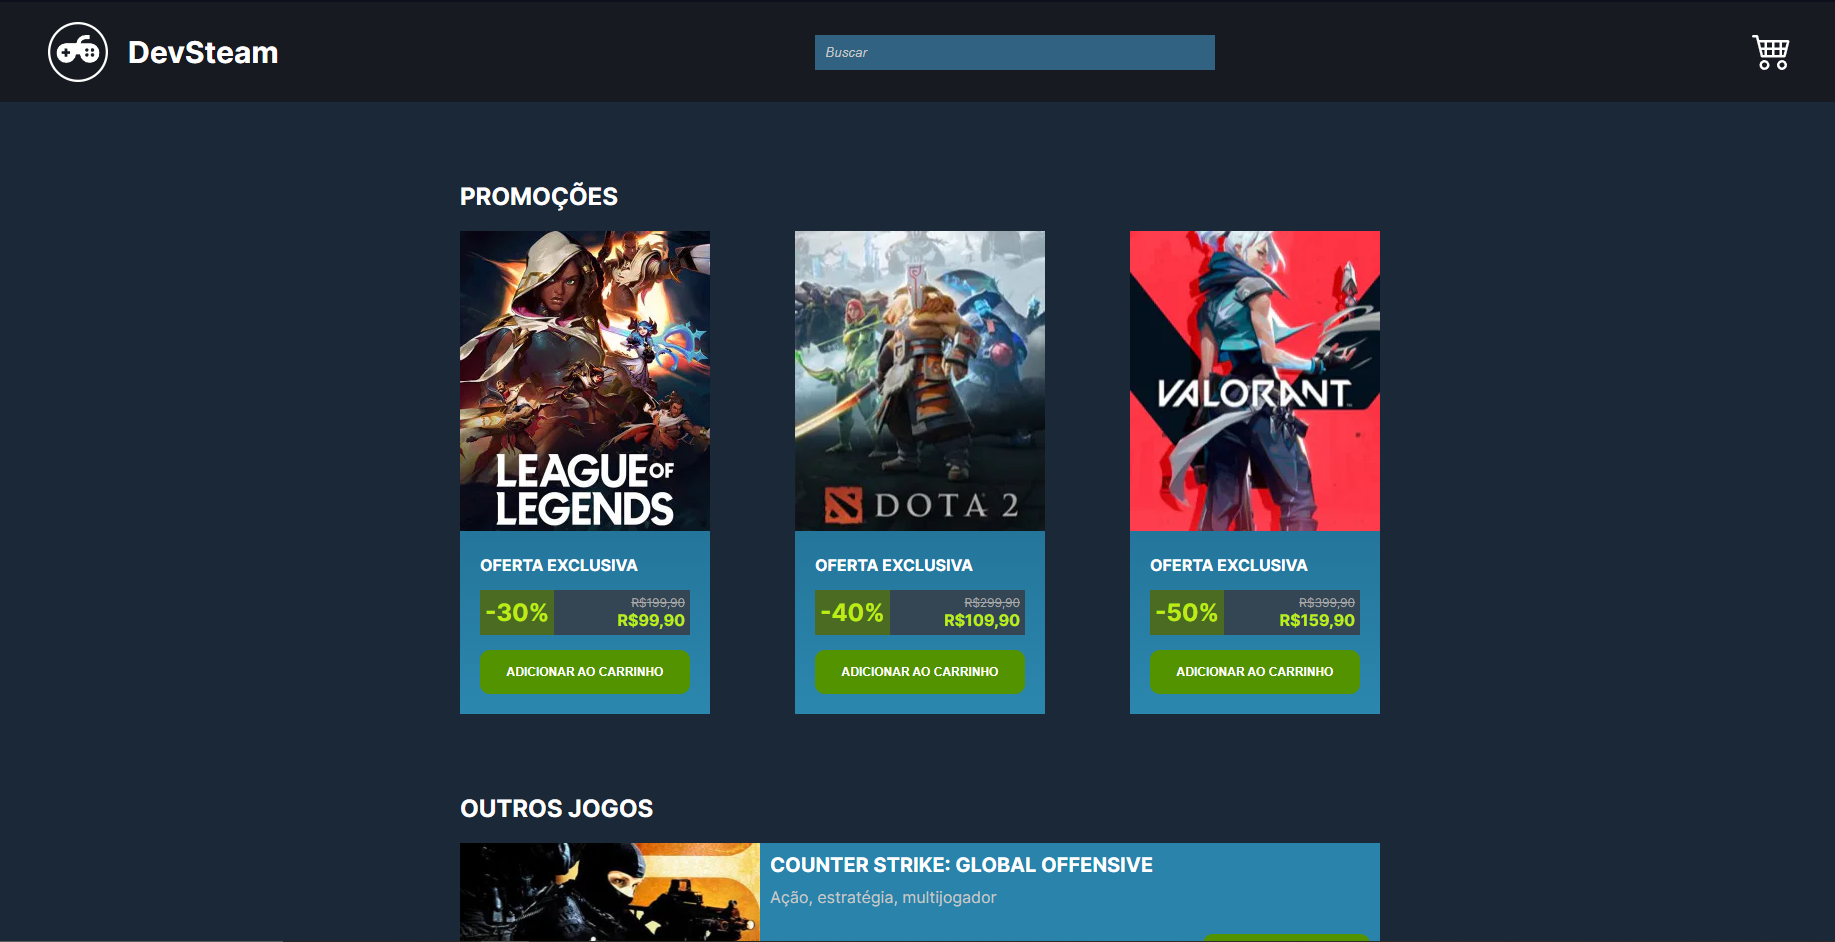 DevSteam
Buscar
PROMOÇÕES
LEAGUE OF
LEGENDS
DOTA 2
VALORANT
OFERTA EXCLUSIVA
-30%
R$199,90
R$99,90
ADICIONAR AO CARRINHO
OFERTA EXCLUSIVA
-40%
R$299,90
R$109,90
ADICIONAR AO CARRINHO
OFERTA EXCLUSIVA
-50%
R$399,90
R$159,90
ADICIONAR AO CARRINHO
OUTROS JOGOS
COUNTER STRIKE: GLOBAL OFFENSIVE
Ação, estratégia, multijogador